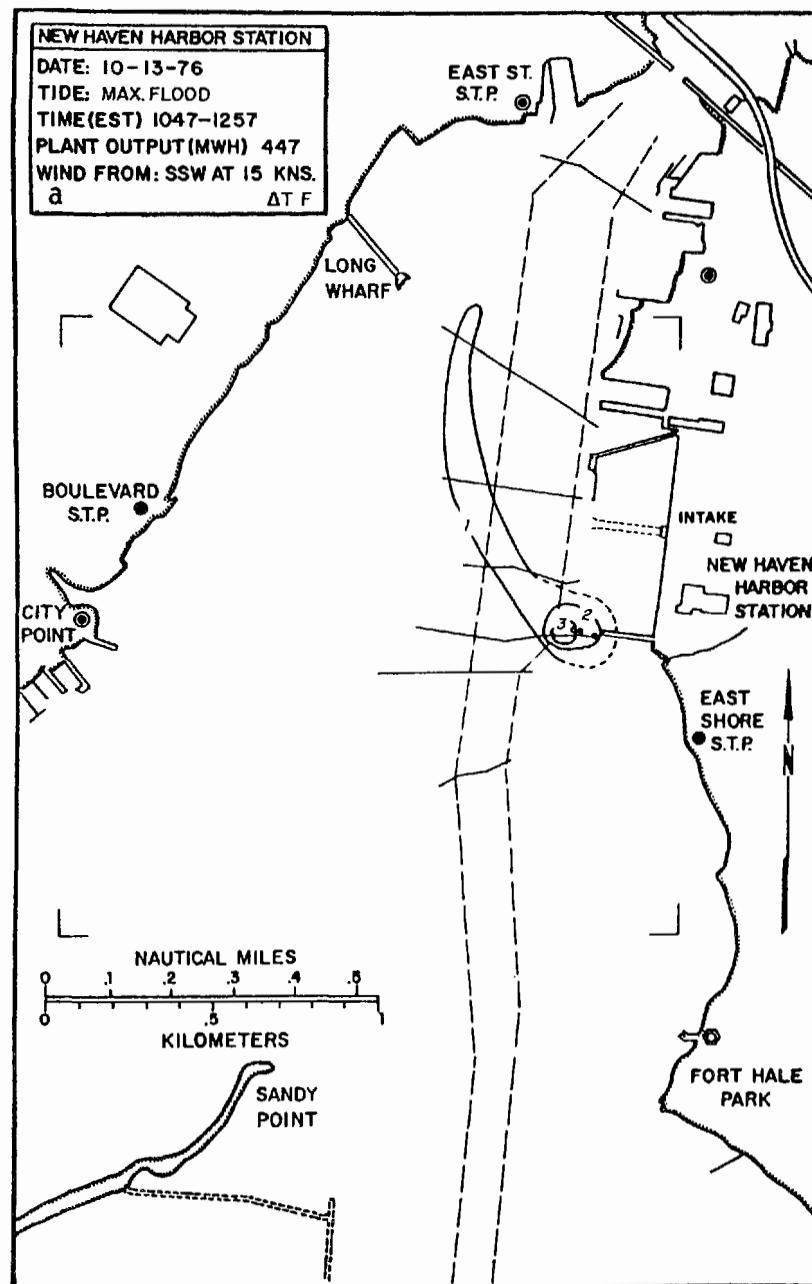 NEW HAVEN HARBOR STATION
DATE: 10-13-76
TIDE: MAX. FLOOD
TIME(EST) 1047-1257
PLANT OUTPUT(MWH) 447
WIND FROM: SSW AT 15 KNS.
a ΔT F
EAST ST.
S.T.P.
LONG
WHARF
BOULEVARD
S.T.P.
CITY
POINT
1
INTAKE
NEW HAVEN
HARBOR
STATION
3 2
EAST
SHORE
S.T.P.
N
NAUTICAL MILES
0 .1 .2 .3 .4 .5
0 .5 1
KILOMETERS
SANDY
POINT
FORT HALE
PARK